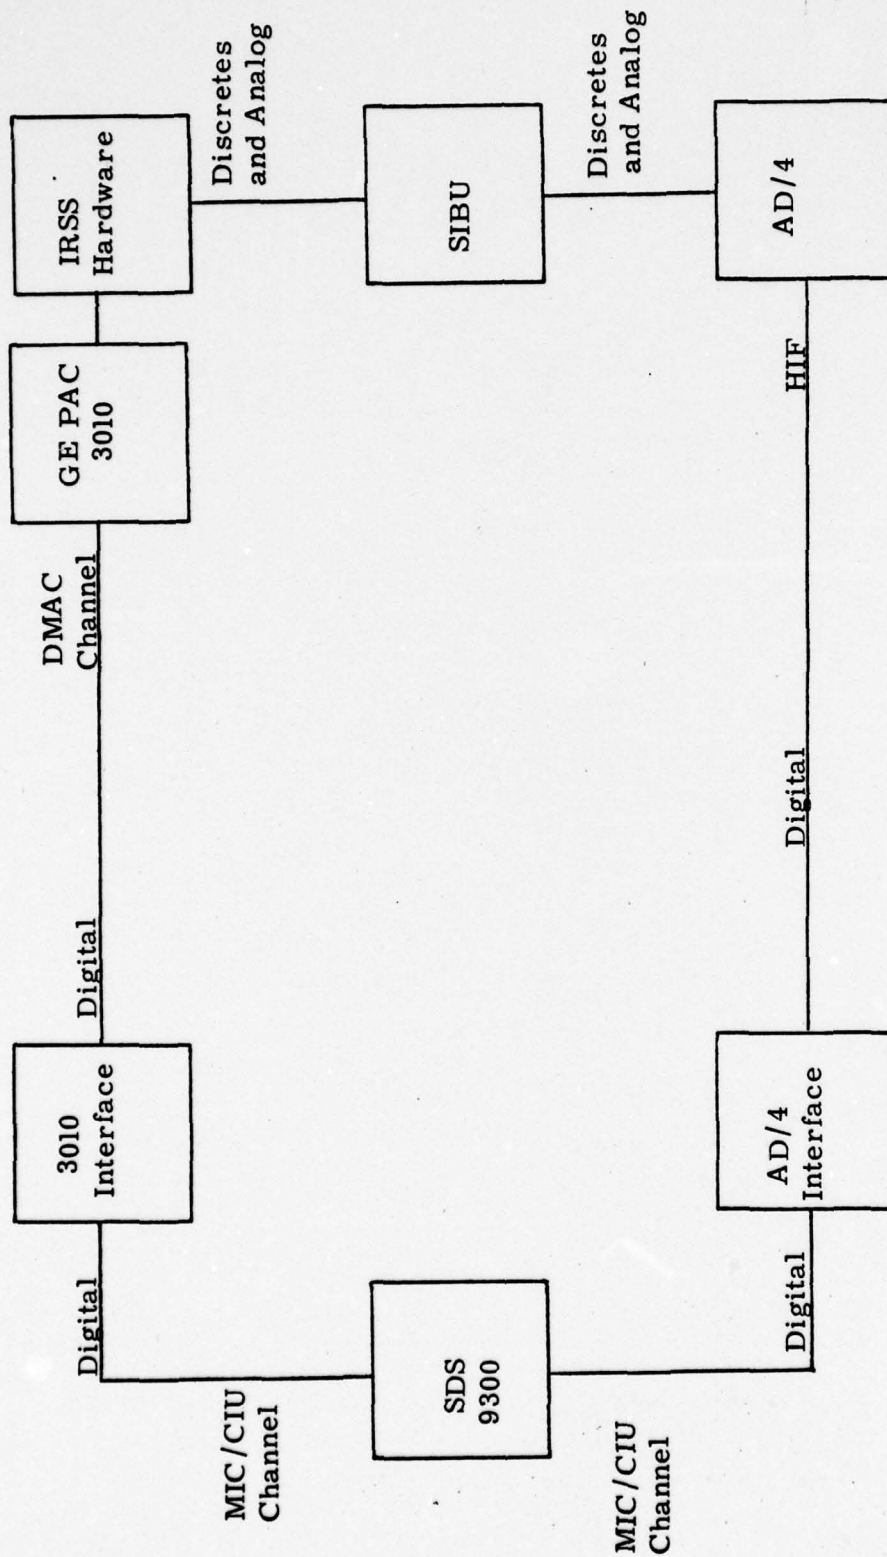 Digital
3010
Interface
Digital
DMAC
Channel
GE PAC
3010
IRSS
Hardware
MIC/CIU
Channel
Discretes
and Analog
SDS
9300
SIBU
MIC/CIU
Channel
Discretes
and Analog
Digital
AD/4
Interface
Digital
HIF
AD/4